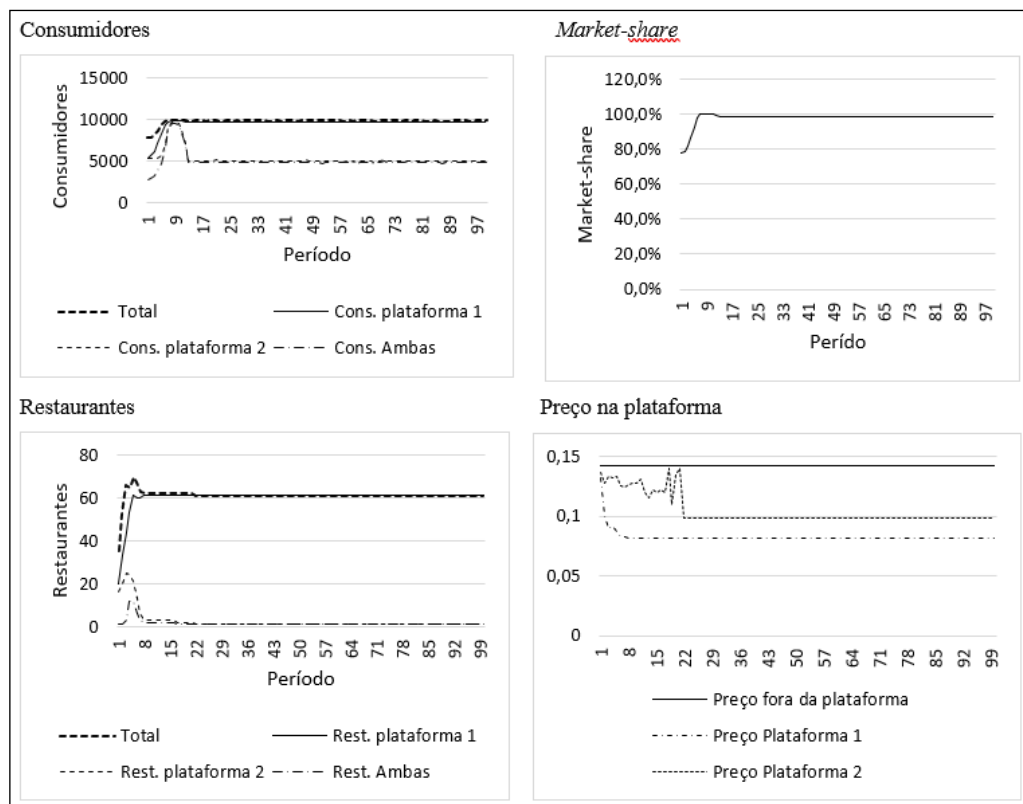 Consumidores
Market-share
15000
10000
5000
0
Consumidores
1 9 17 25 33 41 49 57 65 73 81 89 97
Período
Total
Cons. plataforma 1
Cons. plataforma 2
Cons. Ambas
120,0%
100,0%
80,0%
60,0%
40,0%
20,0%
0,0%
Market-share
1 9 17 25 33 41 49 57 65 73 81 89 97
Perído
Restaurantes
Preço na plataforma
80
60
40
20
0
Restaurantes
1 8 15 22 29 36 43 50 57 64 71 78 85 92 99
Período
Total
Rest. plataforma 1
Rest. plataforma 2
Rest. Ambas
0,15
0,1
0,05
0
1 8 15 22 29 36 43 50 57 64 71 78 85 92 99
Preço fora da plataforma
Preço Plataforma 1
Preço Plataforma 2